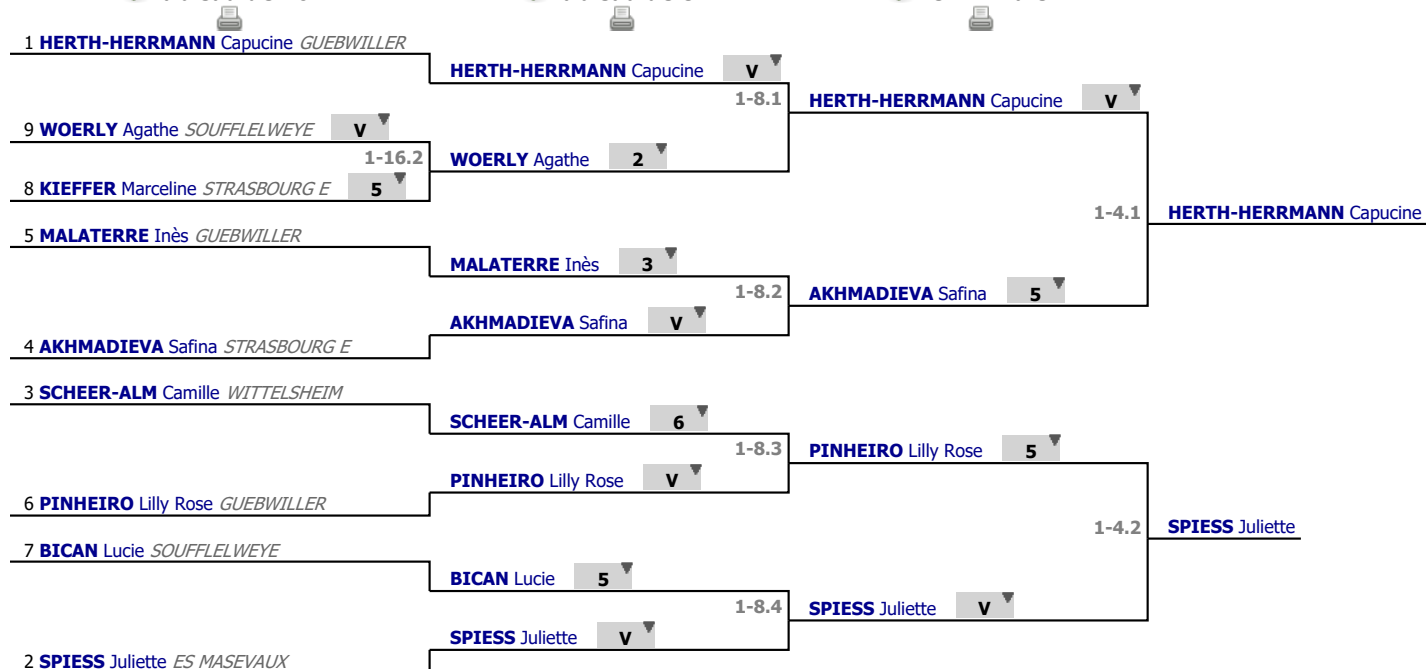 1 HERTH-HERRMANN Capucine GUEBWILLER
HERTH-HERRMANN Capucine V
1-8.1
HERTH-HERRMANN Capucine V
9 WOERLY Agathe SOUFFLELWEYE V
1-16.2
WOERLY Agathe 2
8 KIEFFER Marceline STRASBOURG E 5
1-4.1
HERTH-HERRMANN Capucine
5 MALATERRE Inès GUEBWILLER
MALATERRE Inès 3
1-8.2
AKHMADIEVA Safina 5
AKHMADIEVA Safina V
4 AKHMADIEVA Safina STRASBOURG E
3 SCHEER-ALM Camille WITTELSHEIM
SCHEER-ALM Camille 6
1-8.3
PINHEIRO Lilly Rose 5
PINHEIRO Lilly Rose V
6 PINHEIRO Lilly Rose GUEBWILLER
1-4.2
SPIESS Juliette
7 BICAN Lucie SOUFFLELWEYE
BICAN Lucie 5
1-8.4
SPIESS Juliette V
SPIESS Juliette V
2 SPIESS Juliette ES MASEVAUX